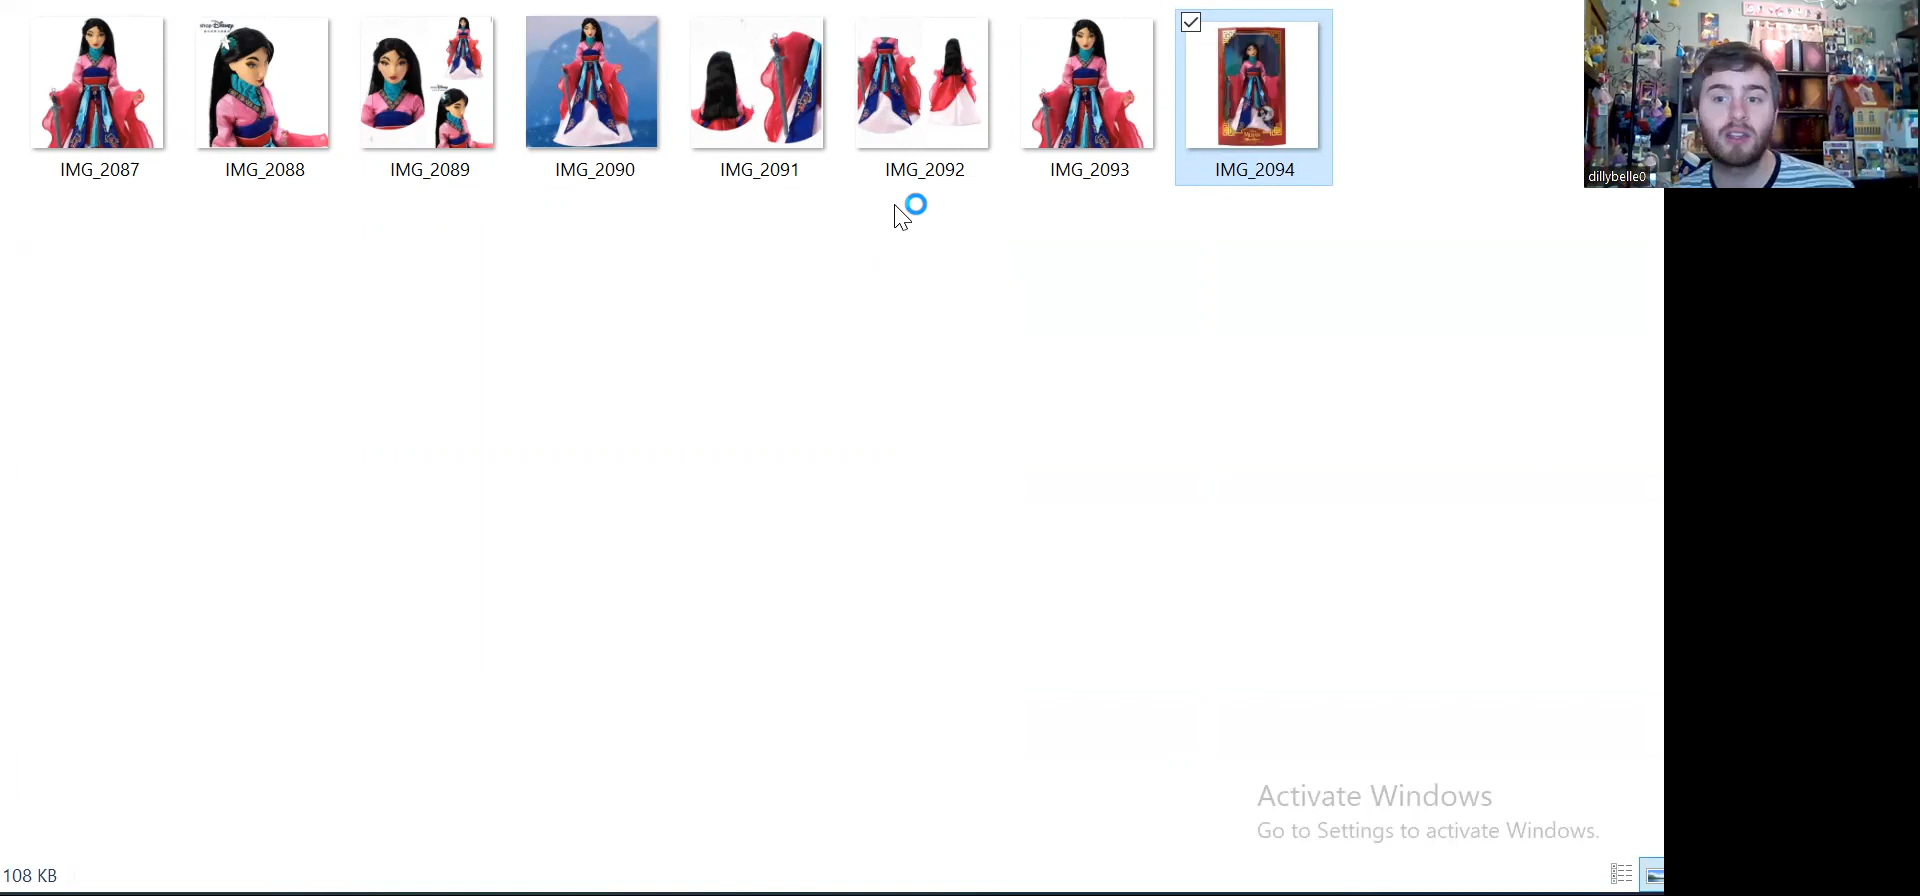 shopDisney
IMG_2087
IMG_2088
IMG_2089
IMG_2090
IMG_2091
IMG_2092
IMG_2093
IMG_2094
dillybelle0
Activate Windows
Go to Settings to activate Windows.
108 KB